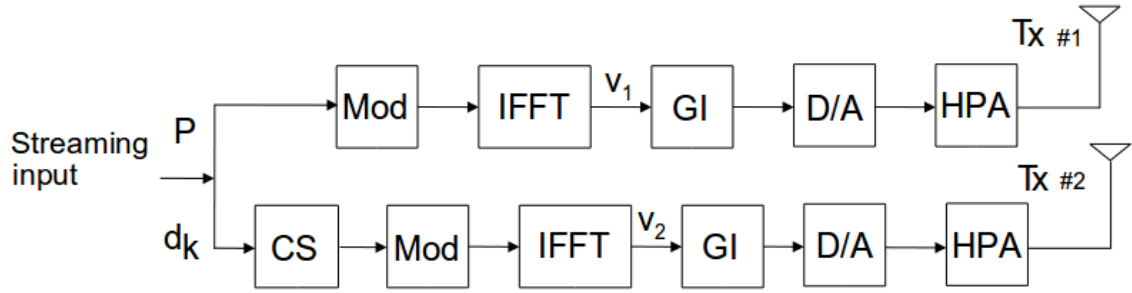 Tx #1
v1
Mod
IFFT
GI
D/A
HPA
P
Streaming
input
Tx #2
dk
v2
CS
Mod
IFFT
GI
D/A
HPA